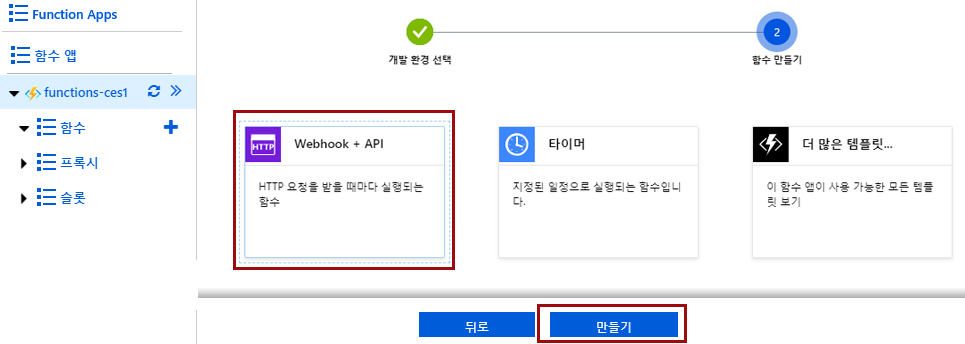 Function Apps
함수 앱
functions-ces1
함수
프록시
슬롯
개발 환경 선택
2
함수 만들기
HTTP
Webhook + API
HTTP 요청을 받을 때마다 실행되는
함수
타이머
지정된 일정으로 실행되는 함수입니
다.
더 많은 템플릿...
이 함수 앱이 사용 가능한 모든 템플
릿 보기
뒤로
만들기